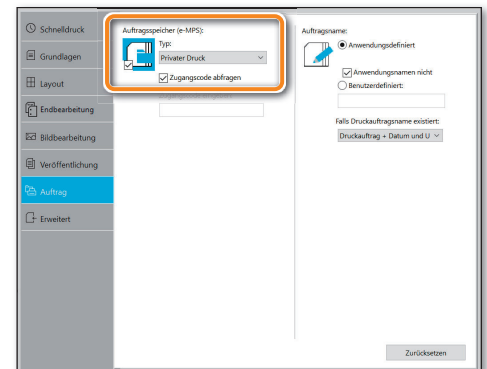 Schnelldruck
Grundlagen
Layout
Endbearbeitung
Bildbearbeitung
Veröffentlichung
Auftrag
Erweitert
Auftragsspeicher (e-MPS):
Typ:
Privater Druck
Zugangscode abfragen
Auftragsname:
Anwendungsdefiniert
Anwendungsnamen nicht
Benutzerdefiniert:
Falls Druckauftragsname existiert:
Druckauftrag + Datum und U
Zurücksetzen